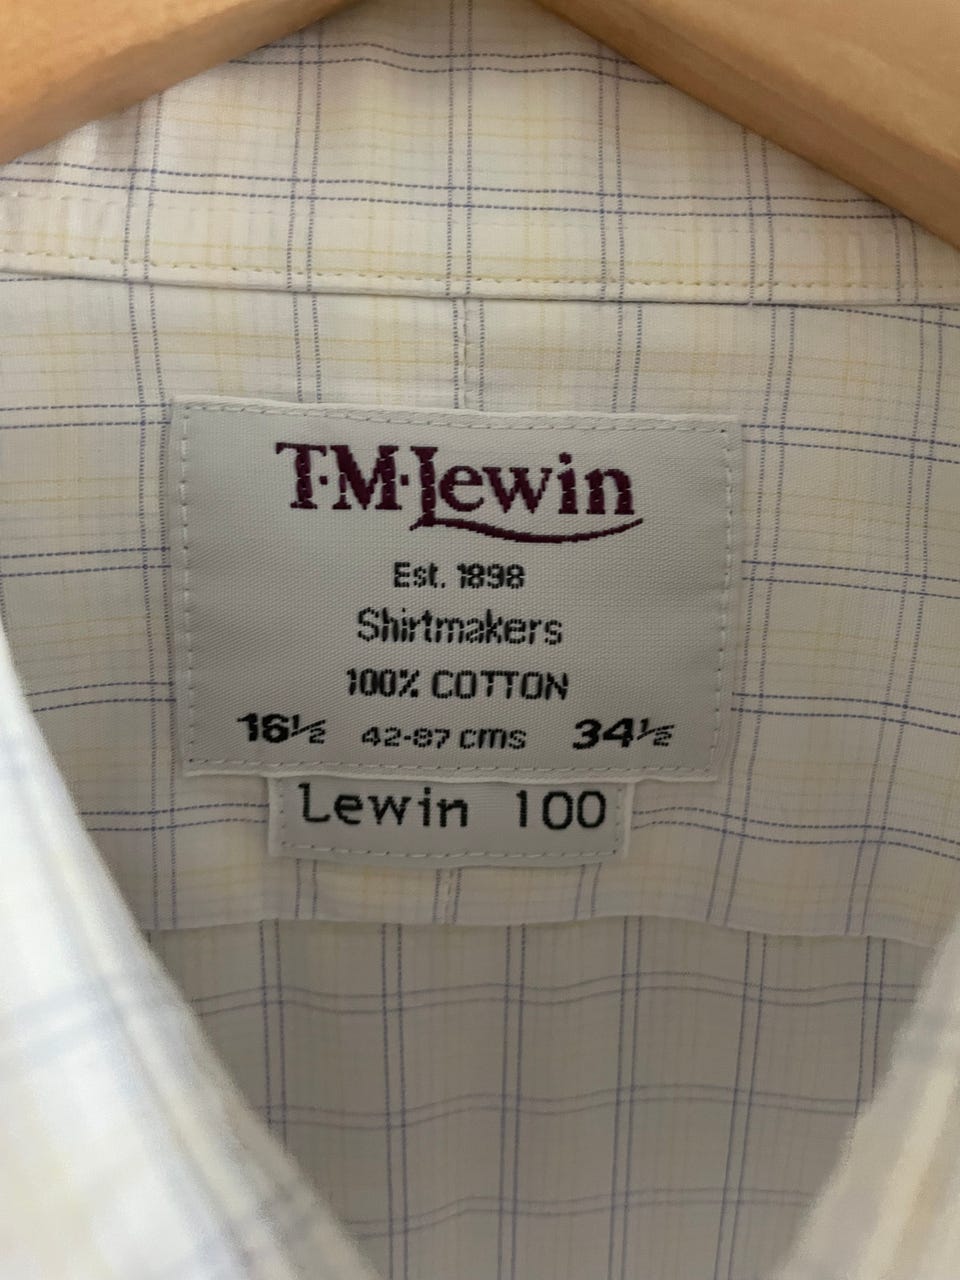 T·M·Lewin
Est. 1898
Shirtmakers
100% COTTON
16½ 42-87 cms 34½
Lewin 100